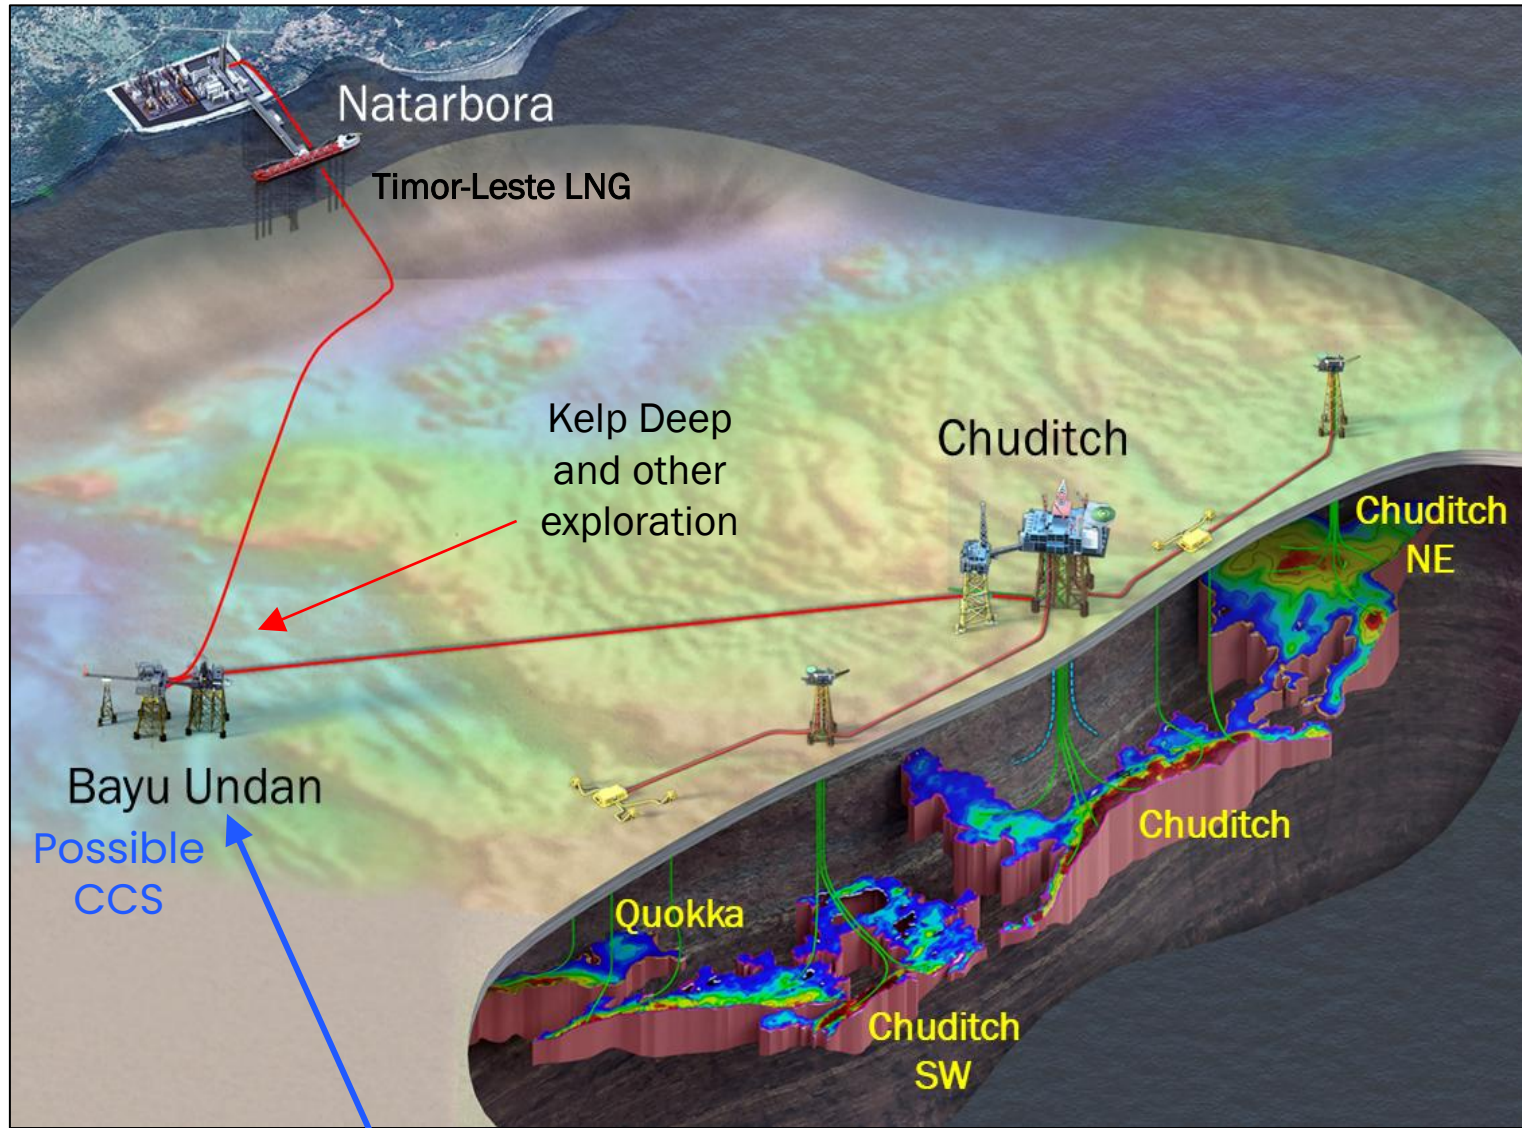 Natarbora
Timor-Leste LNG
Kelp Deep
and other
exploration
Chuditch
Chuditch
NE
Bayu Undan
Possible
CCS
Chuditch
Quokka
Chuditch
SW